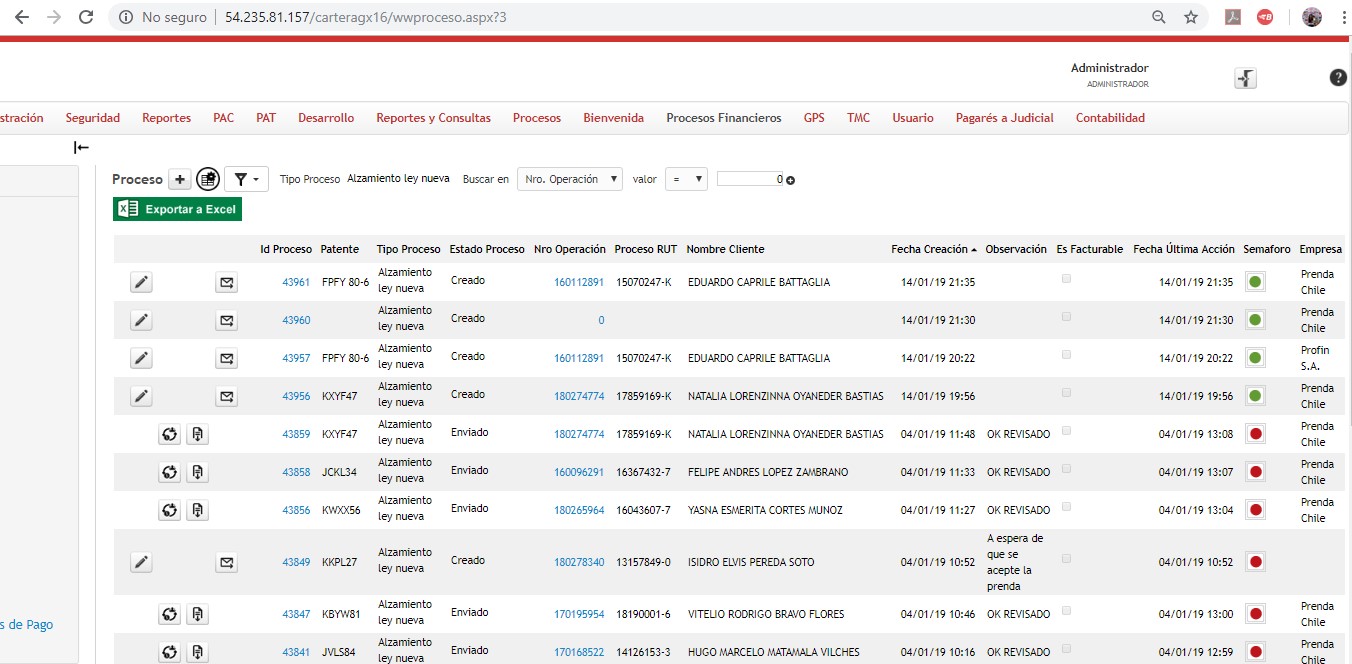 No seguro 54.235.81.157/carteragx16/wwproceso.aspx?3
Administrador
ADMINISTRADOR
stración Seguridad Reportes PAC PAT Desarrollo Reportes y Consultas Procesos Bienvenida Procesos Financieros GPS TMC Usuario Pagarés a Judicial Contabilidad
Proceso Tipo Proceso Alzamiento ley nueva Buscar en Nro. Operación valor = 0
Exportar a Excel
Id Proceso Patente Tipo Proceso Estado Proceso Nro Operación Proceso RUT Nombre Cliente Fecha Creación Observación Es Facturable Fecha Última Acción Semaforo Empresa
43961 FPFY 80-6 Alzamiento ley nueva Creado 160112891 15070247-K EDUARDO CAPRILE BATTAGLIA 14/01/19 21:35 14/01/19 21:35 Prenda Chile
43960 Alzamiento ley nueva Creado 0 14/01/19 21:30 14/01/19 21:30 Prenda Chile
43957 FPFY 80-6 Alzamiento ley nueva Creado 160112891 15070247-K EDUARDO CAPRILE BATTAGLIA 14/01/19 20:22 14/01/19 20:22 Profin S.A.
43956 KXYF47 Alzamiento ley nueva Creado 180274774 17859169-K NATALIA LORENZINNA OYANEDER BASTIAS 14/01/19 19:56 14/01/19 19:56 Prenda Chile
43859 KXYF47 Alzamiento ley nueva Enviado 180274774 17859169-K NATALIA LORENZINNA OYANEDER BASTIAS 04/01/19 11:48 OK REVISADO 04/01/19 13:08 Prenda Chile
43858 JCKL34 Alzamiento ley nueva Enviado 160096291 16367432-7 FELIPE ANDRES LOPEZ ZAMBRANO 04/01/19 11:33 OK REVISADO 04/01/19 13:07 Prenda Chile
43856 KWXX56 Alzamiento ley nueva Enviado 180265964 16043607-7 YASNA ESMERITA CORTES MUNOZ 04/01/19 11:27 OK REVISADO 04/01/19 13:04 Prenda Chile
43849 KKPL27 Alzamiento ley nueva Creado 180278340 13157849-0 ISIDRO ELVIS PEREDA SOTO 04/01/19 10:52 A espera de que se acepte la prenda 04/01/19 10:52
43847 KBYW81 Alzamiento ley nueva Enviado 170195954 18190001-6 VITELIO RODRIGO BRAVO FLORES 04/01/19 10:46 OK REVISADO 04/01/19 13:00 Prenda Chile
s de Pago
43841 JVLS84 Alzamiento ley nueva Enviado 170168522 14126153-3 HUGO MARCELO MATAMALA VILCHES 04/01/19 10:16 OK REVISADO 04/01/19 12:59 Prenda Chile